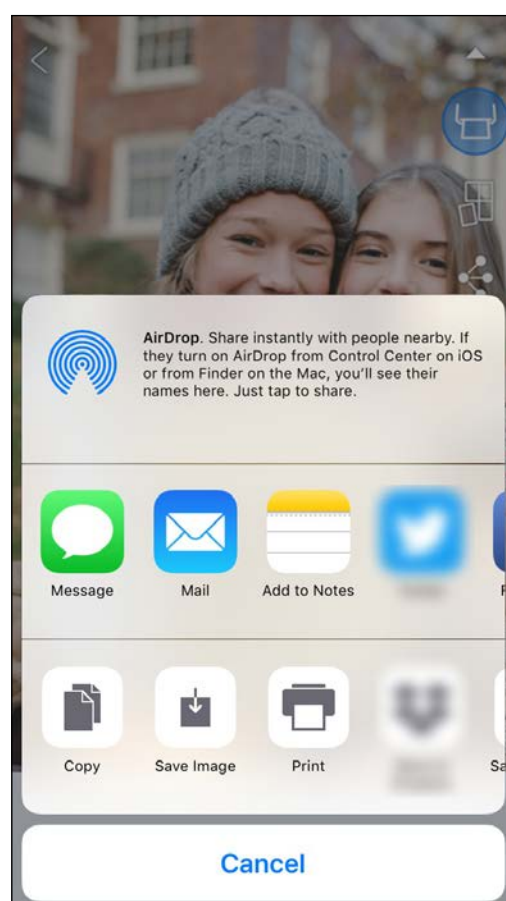 AirDrop. Share instantly with people nearby. If
they turn on AirDrop from Control Center on iOS
or from Finder on the Mac, you'll see their
names here. Just tap to share.
Message
Mail
Add to Notes
F
Copy
Save Image
Print
Sa
Cancel